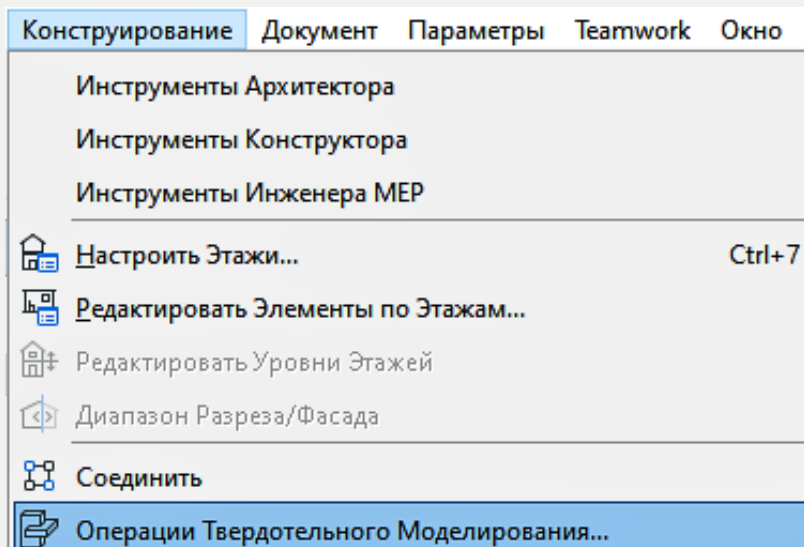 Конструирование Документ Параметры Teamwork Окно
Инструменты Архитектора
Инструменты Конструктора
Инструменты Инженера MEP
Настроить Этажи... Ctrl+7
Редактировать Элементы по Этажам...
Редактировать Уровни Этажей
Диапазон Разреза/Фасада
Соединить
Операции Твердотельного Моделирования...